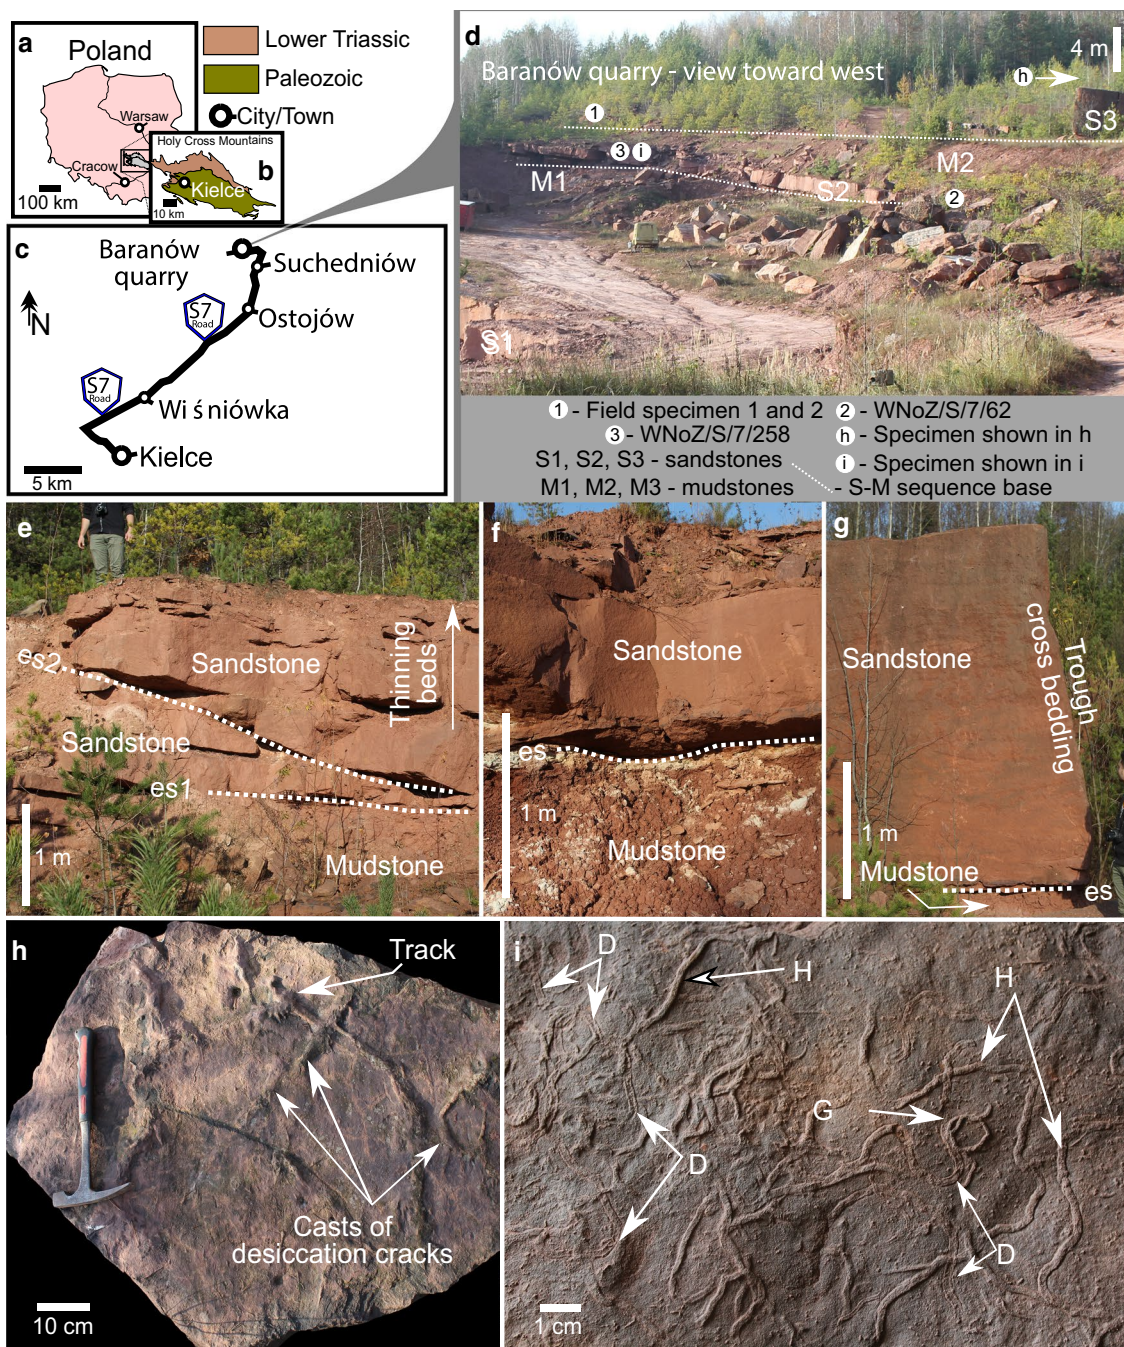 a
Poland
Warsaw
Cracow
100 km
Lower Triassic
Paleozoic
City/Town
Holy Cross Mountains
b
Kielce
10 km
c
Baranów
quarry
Suchedniów
S7
Road
Ostojów
N
S7
Road
Wiśniówka
Kielce
5 km
d
4 m
Baranów quarry - view toward west
h
1
S3
3 i
M1
M2
S2
2
S1
1 - Field specimen 1 and 2
2 - WNoZ/S/7/62
3 - WNoZ/S/7/258
h - Specimen shown in h
S1, S2, S3 - sandstones
i - Specimen shown in i
M1, M2, M3 - mudstones
- S-M sequence base
e
es2
Sandstone
Thinning
beds
Sandstone
es1
1 m
Mudstone
f
Sandstone
es
1 m
Mudstone
g
Sandstone
Trough
cross bedding
1 m
Mudstone
es
h
Track
Casts of
desiccation cracks
10 cm
i
D
H
H
G
D
D
1 cm